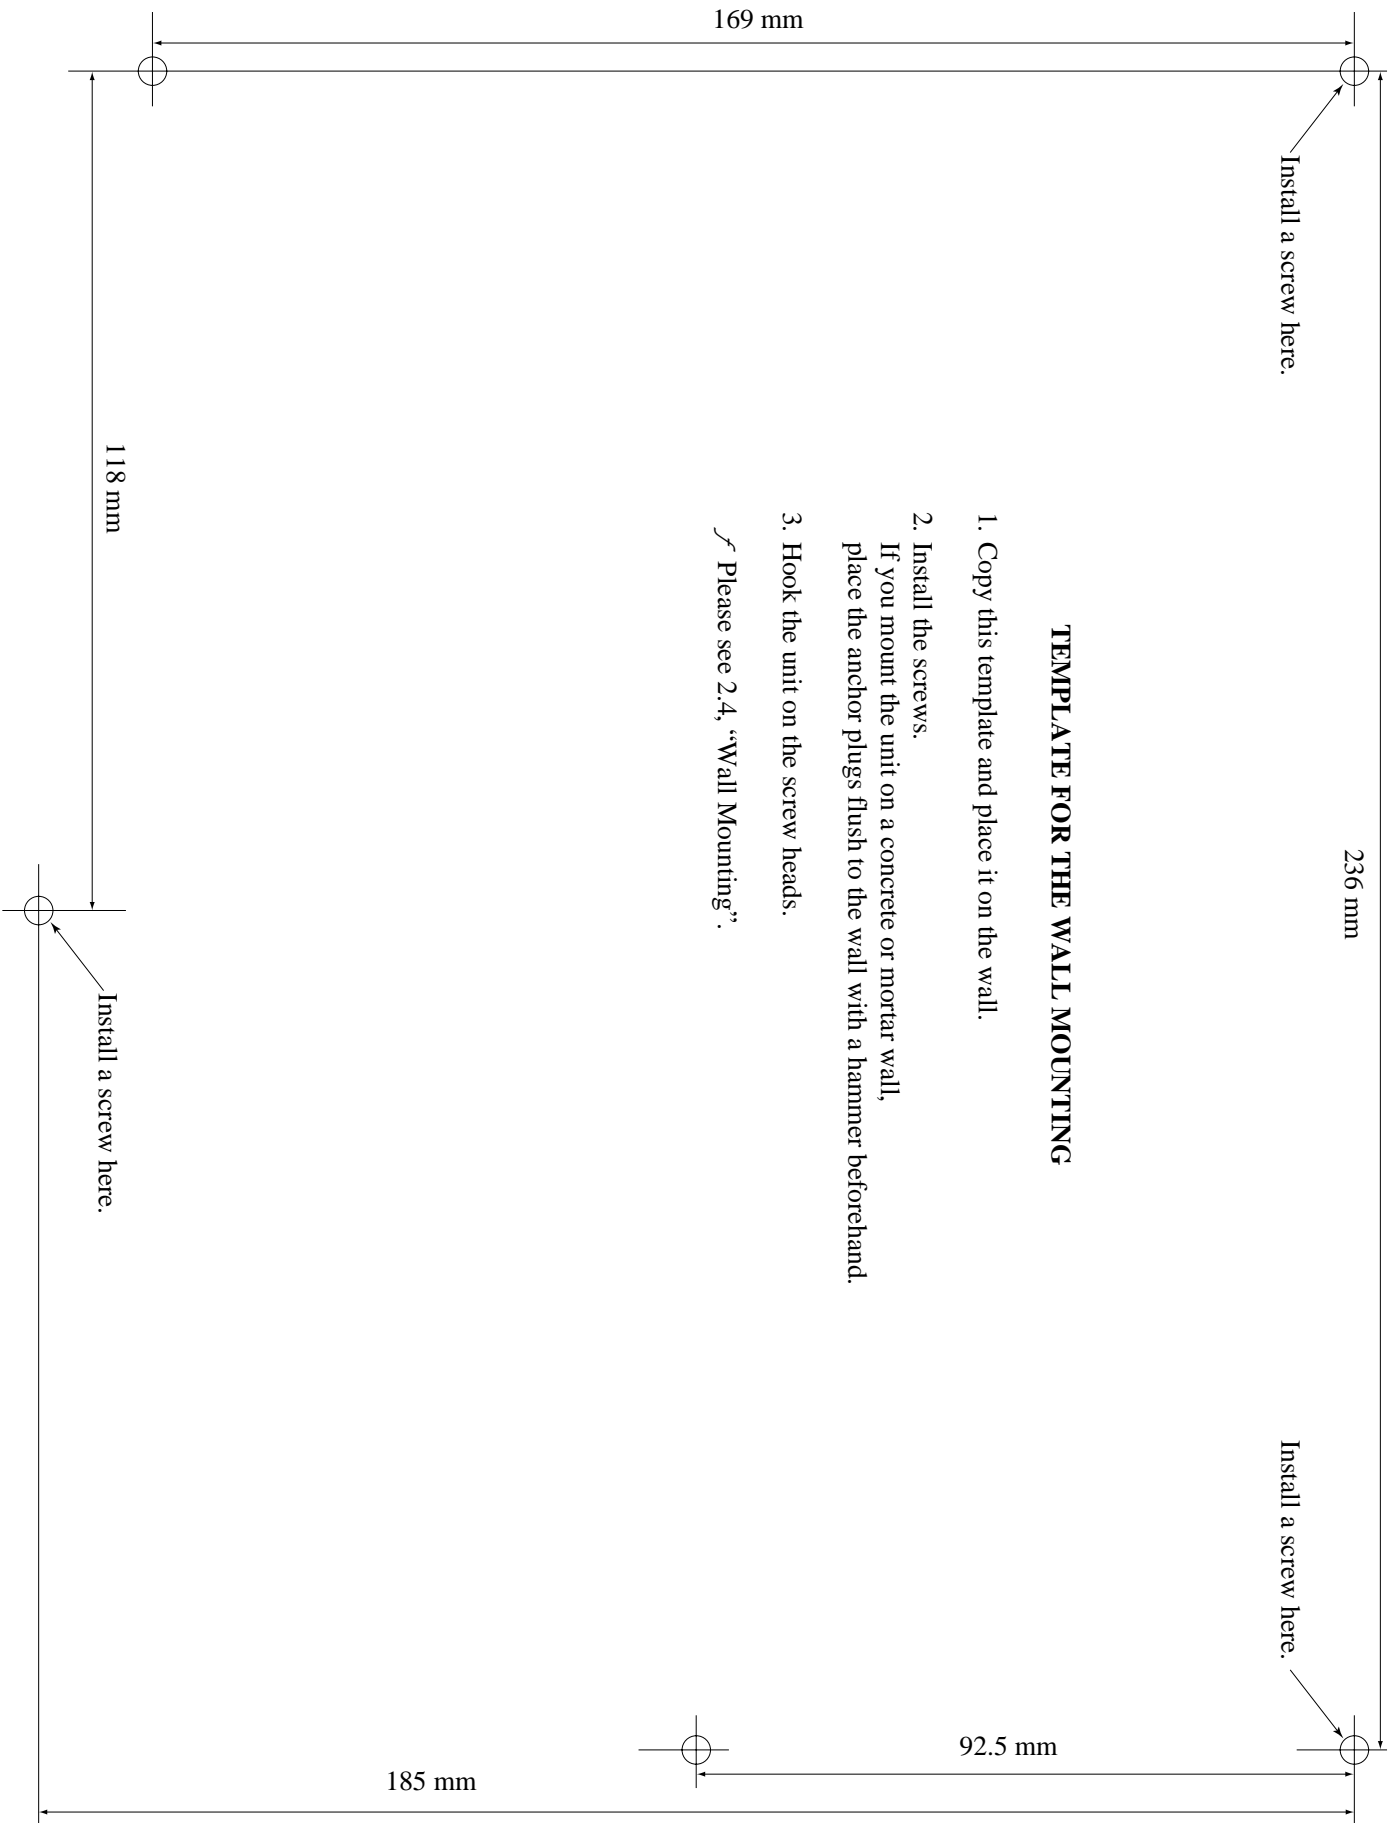 169 mm
Install a screw here.
236 mm
Install a screw here.
TEMPLATE FOR THE WALL MOUNTING
1. Copy this template and place it on the wall.
2. Install the screws.
If you mount the unit on a concrete or mortar wall,
place the anchor plugs flush to the wall with a hammer beforehand.
3. Hook the unit on the screw heads.
ƒ Please see 2.4, “Wall Mounting”.
118 mm
Install a screw here.
92.5 mm
185 mm